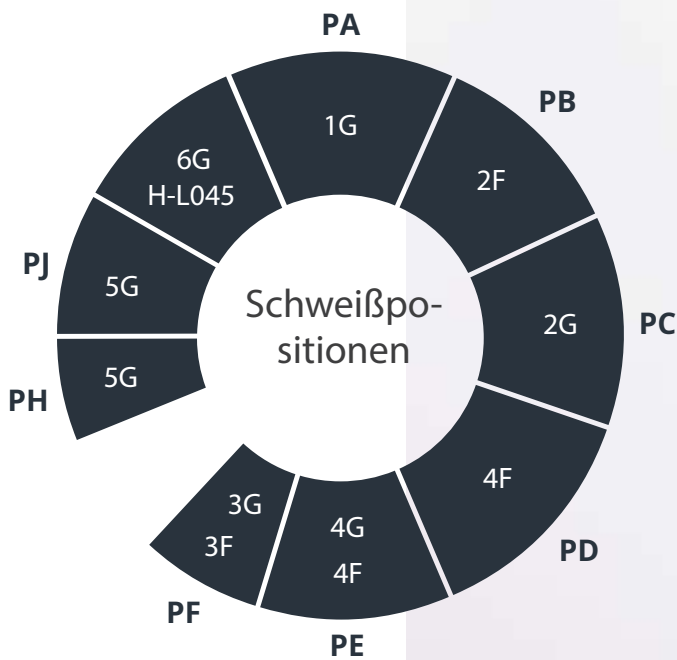 PA
1G
PB
2F
PC
2G
PD
4F
PE
4G
4F
PF
3G
3F
PH
5G
PJ
5G
6G
H-L045
Schweißpo-
sitionen